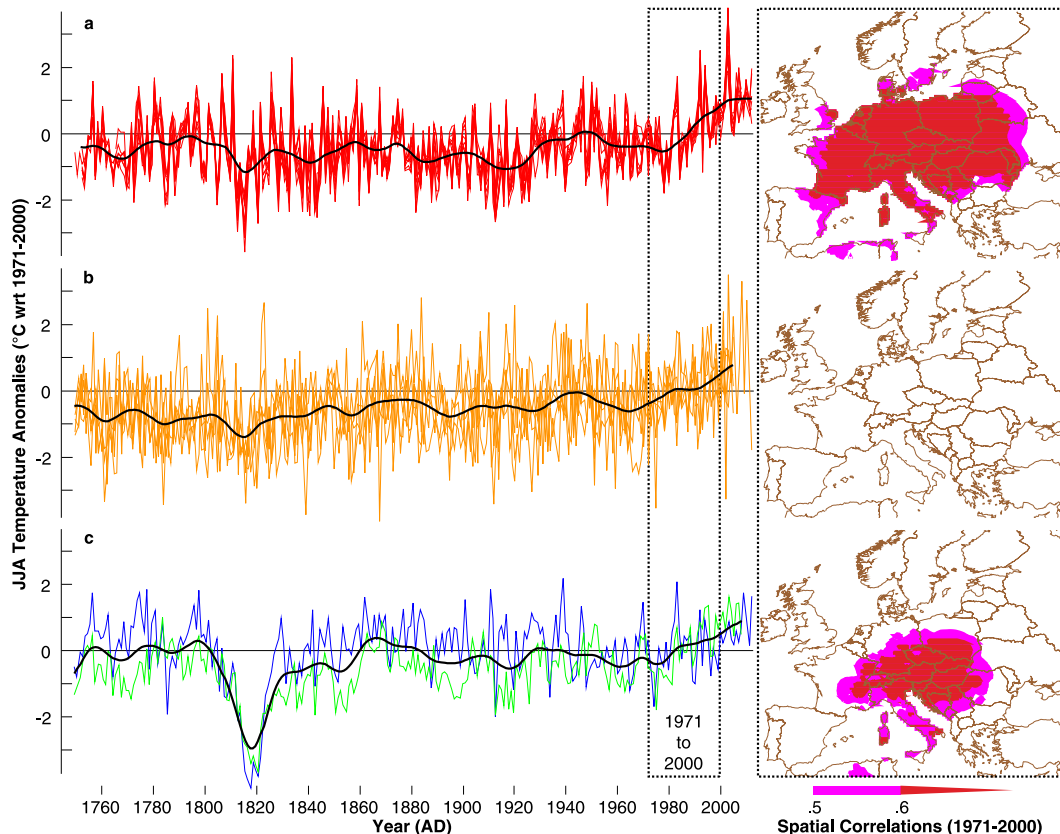 a
2
0
-2
b
2
0
-2
c
2
0
-2
JJA Temperature Anomalies (°C wrt 1971-2000)
1971
to
2000
1760 1780 1800 1820 1840 1860 1880 1900 1920 1940 1960 1980 2000
Year (AD)
.5 .6
Spatial Correlations (1971-2000)